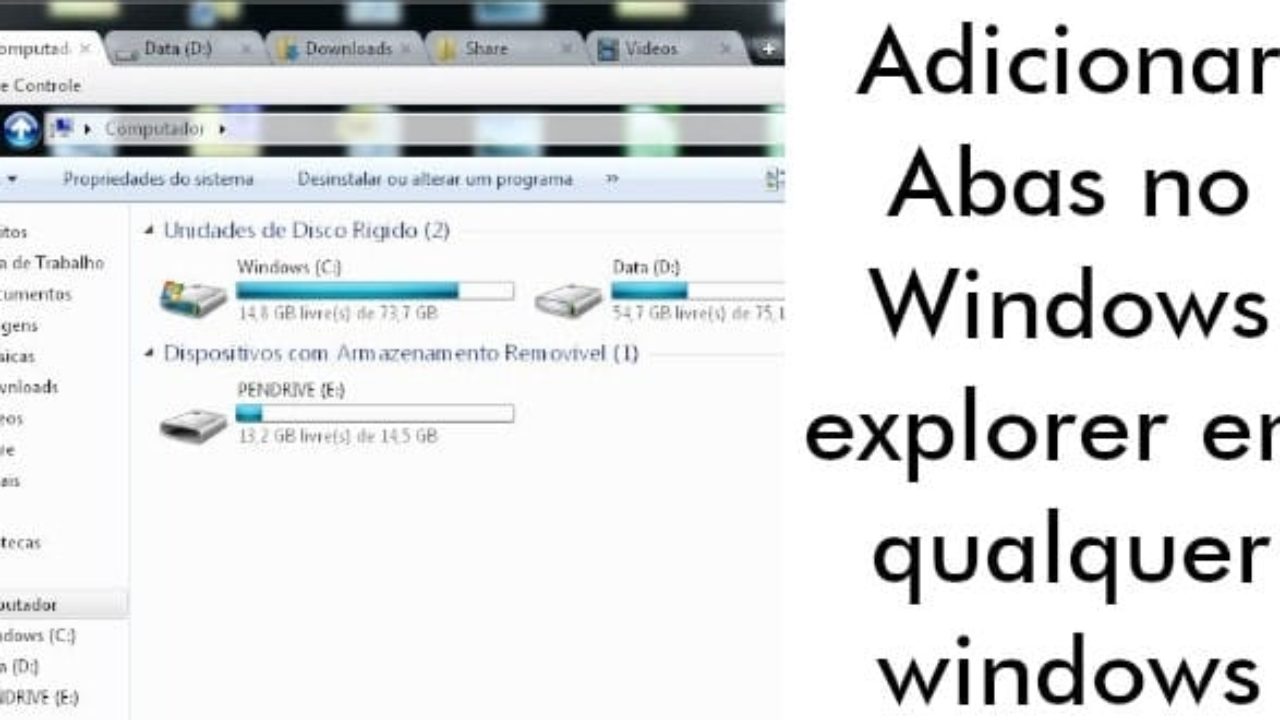 omputad
Data (D:)
Downloads
Share
Videos
e Controle
Computador
Propriedades do sistema
Desinstalar ou alterar um programa
itos
a de Trabalho
cumentos
gens
sicas
wnloads
eos
re
ais
tecas
putador
dows (C:)
a (D:)
NDRIVE (E:)
Unidades de Disco Rígido (2)
Windows (C:)
14,8 GB livre(s) de 73,7 GB
Data (D:)
54,7 GB livre(s) de 75,1
Dispositivos com Armazenamento Removível (1)
PENDRIVE (E:)
13,2 GB livre(s) de 14,5 GB
Adicionar
Abas no
Windows
explorer em
qualquer
windows